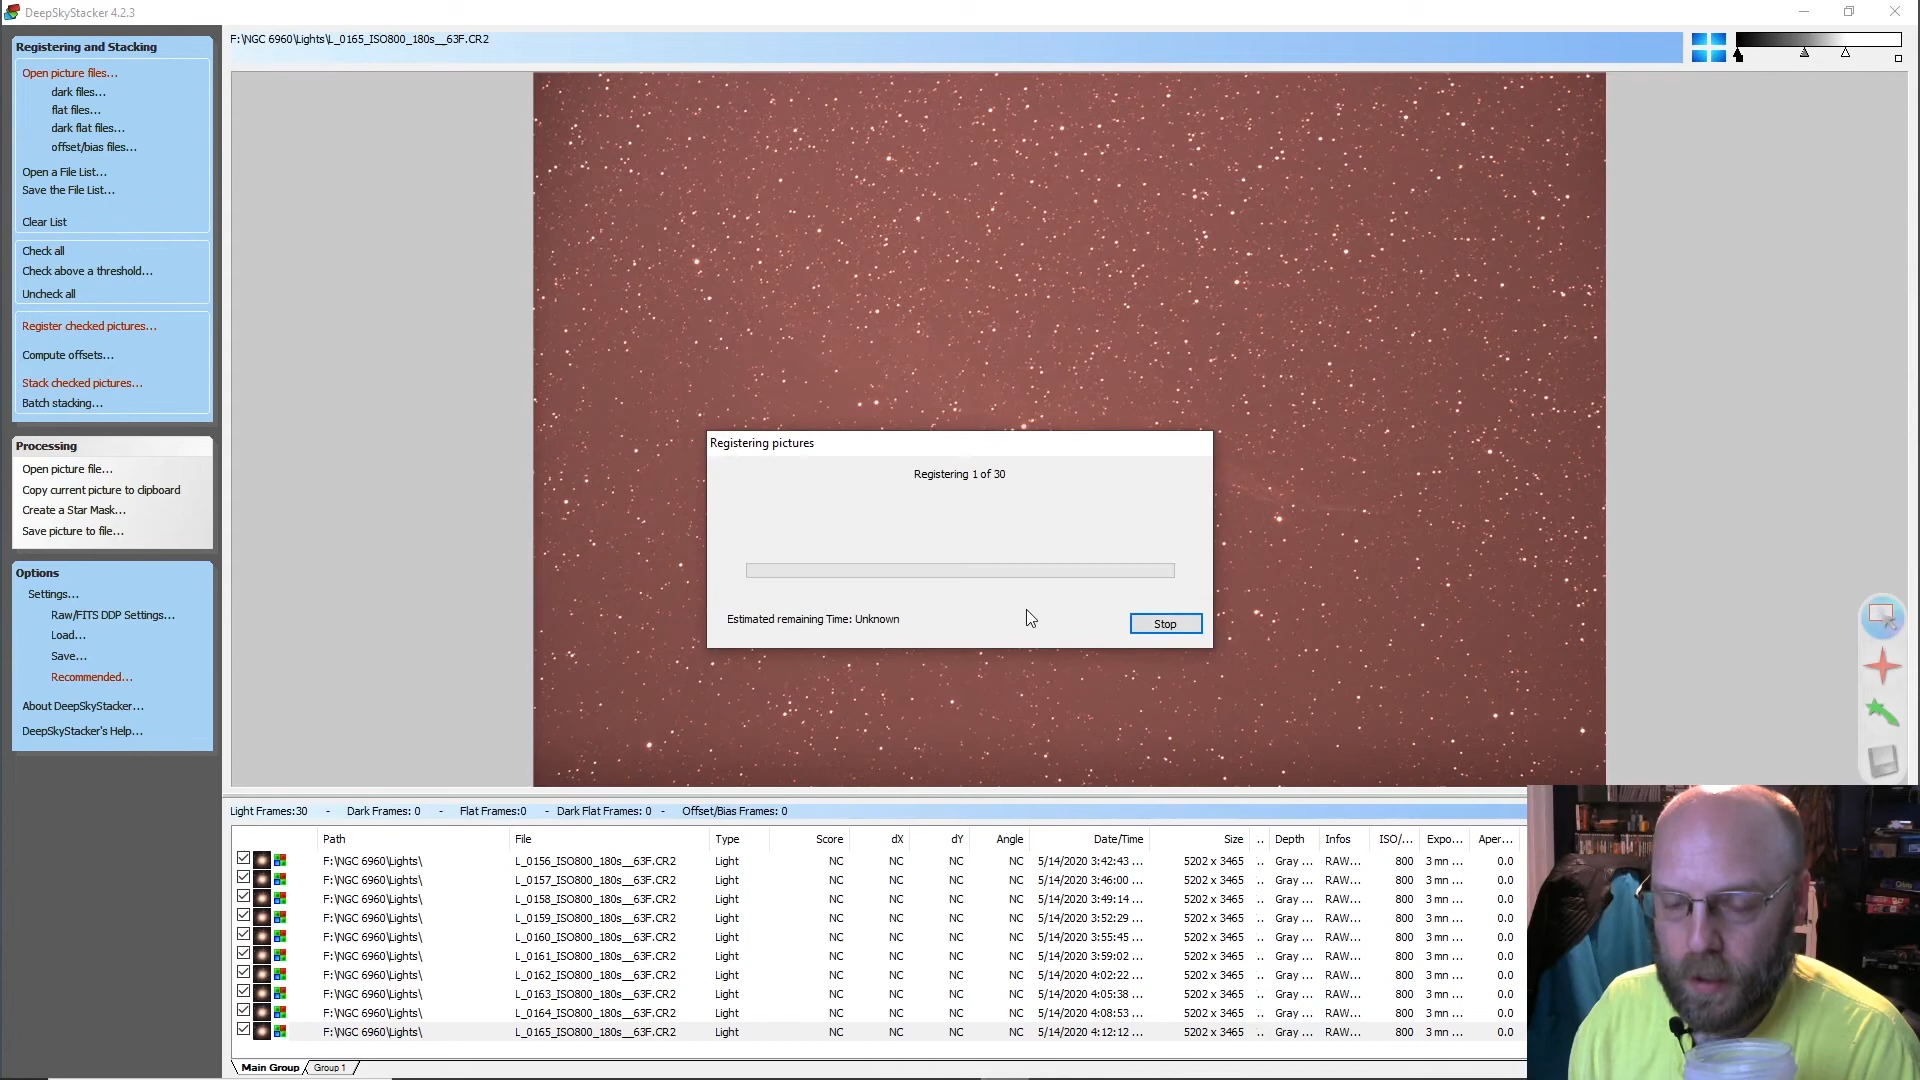 DeepSkyStacker 4.2.3
Registering and Stacking
Open picture files...
dark files...
flat files...
dark flat files...
offset/bias files...
Open a File List...
Save the File List...
Clear List
Check all
Check above a threshold...
Uncheck all
Register checked pictures...
Compute offsets...
Stack checked pictures...
Batch stacking...
Processing
Open picture file...
Copy current picture to clipboard
Create a Star Mask...
Save picture to file...
Options
Settings...
Raw/FITS DDP Settings...
Load...
Save...
Recommended...
About DeepSkyStacker...
DeepSkyStacker's Help...
F:\NGC 6960\Lights\L_0165_ISO800_180s__63F.CR2
Registering pictures
Registering 1 of 30
Estimated remaining Time: Unknown
Stop
Light Frames:30 - Dark Frames: 0 - Flat Frames:0 - Dark Flat Frames: 0 - Offset/Bias Frames: 0
Path File Type Score dX dY Angle Date/Time Size .. Depth Infos ISO/... Expo... Aper...
F:\NGC 6960\Lights\ L_0156_ISO800_180s__63F.CR2 Light NC NC NC NC 5/14/2020 3:42:43 ... 5202 x 3465 .. Gray ... RAW... 800 3 mn ... 0.0
F:\NGC 6960\Lights\ L_0157_ISO800_180s__63F.CR2 Light NC NC NC NC 5/14/2020 3:46:00 ... 5202 x 3465 .. Gray ... RAW... 800 3 mn ... 0.0
F:\NGC 6960\Lights\ L_0158_ISO800_180s__63F.CR2 Light NC NC NC NC 5/14/2020 3:49:14 ... 5202 x 3465 .. Gray ... RAW... 800 3 mn ... 0.0
F:\NGC 6960\Lights\ L_0159_ISO800_180s__63F.CR2 Light NC NC NC NC 5/14/2020 3:52:29 ... 5202 x 3465 .. Gray ... RAW... 800 3 mn ... 0.0
F:\NGC 6960\Lights\ L_0160_ISO800_180s__63F.CR2 Light NC NC NC NC 5/14/2020 3:55:45 ... 5202 x 3465 .. Gray ... RAW... 800 3 mn ... 0.0
F:\NGC 6960\Lights\ L_0161_ISO800_180s__63F.CR2 Light NC NC NC NC 5/14/2020 3:59:02 ... 5202 x 3465 .. Gray ... RAW... 800 3 mn ... 0.0
F:\NGC 6960\Lights\ L_0162_ISO800_180s__63F.CR2 Light NC NC NC NC 5/14/2020 4:02:22 ... 5202 x 3465 .. Gray ... RAW... 800 3 mn ... 0.0
F:\NGC 6960\Lights\ L_0163_ISO800_180s__63F.CR2 Light NC NC NC NC 5/14/2020 4:05:38 ... 5202 x 3465 .. Gray ... RAW... 800 3 mn ... 0.0
F:\NGC 6960\Lights\ L_0164_ISO800_180s__63F.CR2 Light NC NC NC NC 5/14/2020 4:08:53 ... 5202 x 3465 .. Gray ... RAW... 800 3 mn ... 0.0
F:\NGC 6960\Lights\ L_0165_ISO800_180s__63F.CR2 Light NC NC NC NC 5/14/2020 4:12:12 ... 5202 x 3465 .. Gray ... RAW... 800 3 mn ... 0.0
Main Group Group 1